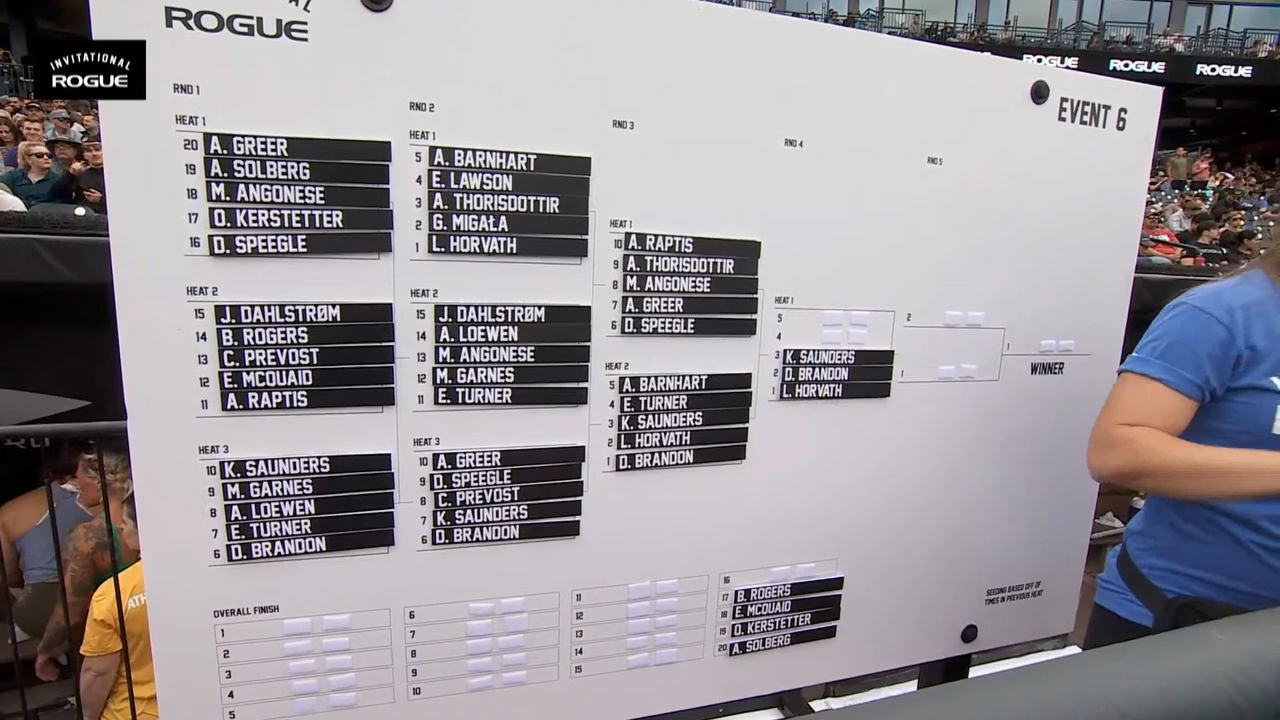 INVITATIONAL
ROGUE
ROGUE
ROGUE
ROGUE
ROGUE
EVENT 6
RND 1
HEAT 1
20 A. GREER
19 A. SOLBERG
18 M. ANGONESE
17 O. KERSTETTER
16 D. SPEEGLE
HEAT 2
15 J. DAHLSTRØM
14 B. ROGERS
13 C. PREVOST
12 E. MCQUAID
11 A. RAPTIS
HEAT 3
10 K. SAUNDERS
9 M. GARNES
8 A. LOEWEN
7 E. TURNER
6 D. BRANDON
RND 2
HEAT 1
5 A. BARNHART
4 E. LAWSON
3 A. THORISDOTTIR
2 G. MIGAŁA
1 L. HORVATH
HEAT 2
15 J. DAHLSTRØM
14 A. LOEWEN
13 M. ANGONESE
12 M. GARNES
11 E. TURNER
HEAT 3
10 A. GREER
9 D. SPEEGLE
8 C. PREVOST
7 K. SAUNDERS
6 D. BRANDON
RND 3
HEAT 1
10 A. RAPTIS
9 A. THORISDOTTIR
8 M. ANGONESE
7 A. GREER
6 D. SPEEGLE
HEAT 2
5 A. BARNHART
4 E. TURNER
3 K. SAUNDERS
2 L. HORVATH
1 D. BRANDON
RND 4
HEAT 1
5
4
3 K. SAUNDERS
2 D. BRANDON
1 L. HORVATH
RND 5
2
1
1
WINNER
OVERALL FINISH
1
2
3
4
5
6
7
8
9
10
11
12
13
14
15
16
17 B. ROGERS
18 E. MCQUAID
19 O. KERSTETTER
20 A. SOLBERG
SEEDING BASED OFF OF
TIMES IN PREVIOUS HEAT
ATH